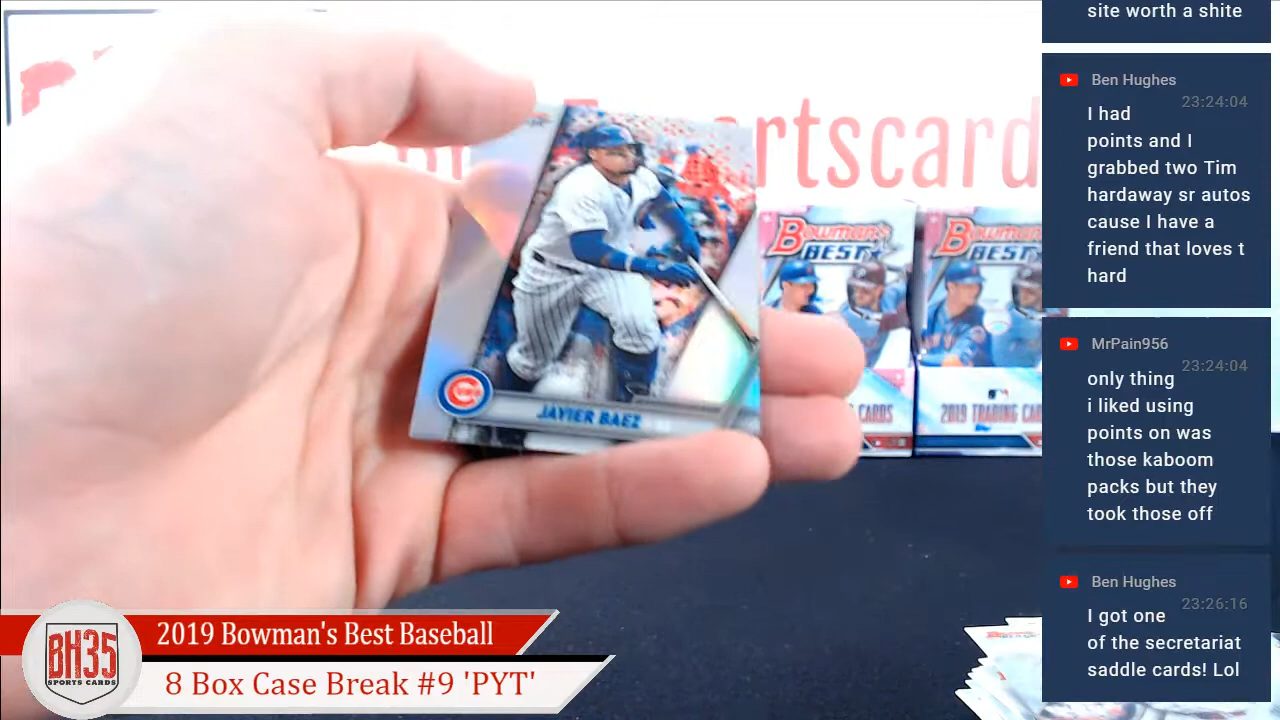 rtscard
Bowman's
BEST
CARDS
Bowman's
BEST
2019 TRADING CAR
JAVIER BAEZ
CUBS
BH35
SPORTS CARDS
2019 Bowman's Best Baseball
8 Box Case Break #9 'PYT'
site worth a shite
Ben Hughes
23:24:04
I had
points and I
grabbed two Tim
hardaway sr autos
cause I have a
friend that loves t
hard
MrPain956
23:24:04
only thing
i liked using
points on was
those kaboom
packs but they
took those off
Ben Hughes
23:26:16
I got one
of the secretariat
saddle cards! Lol